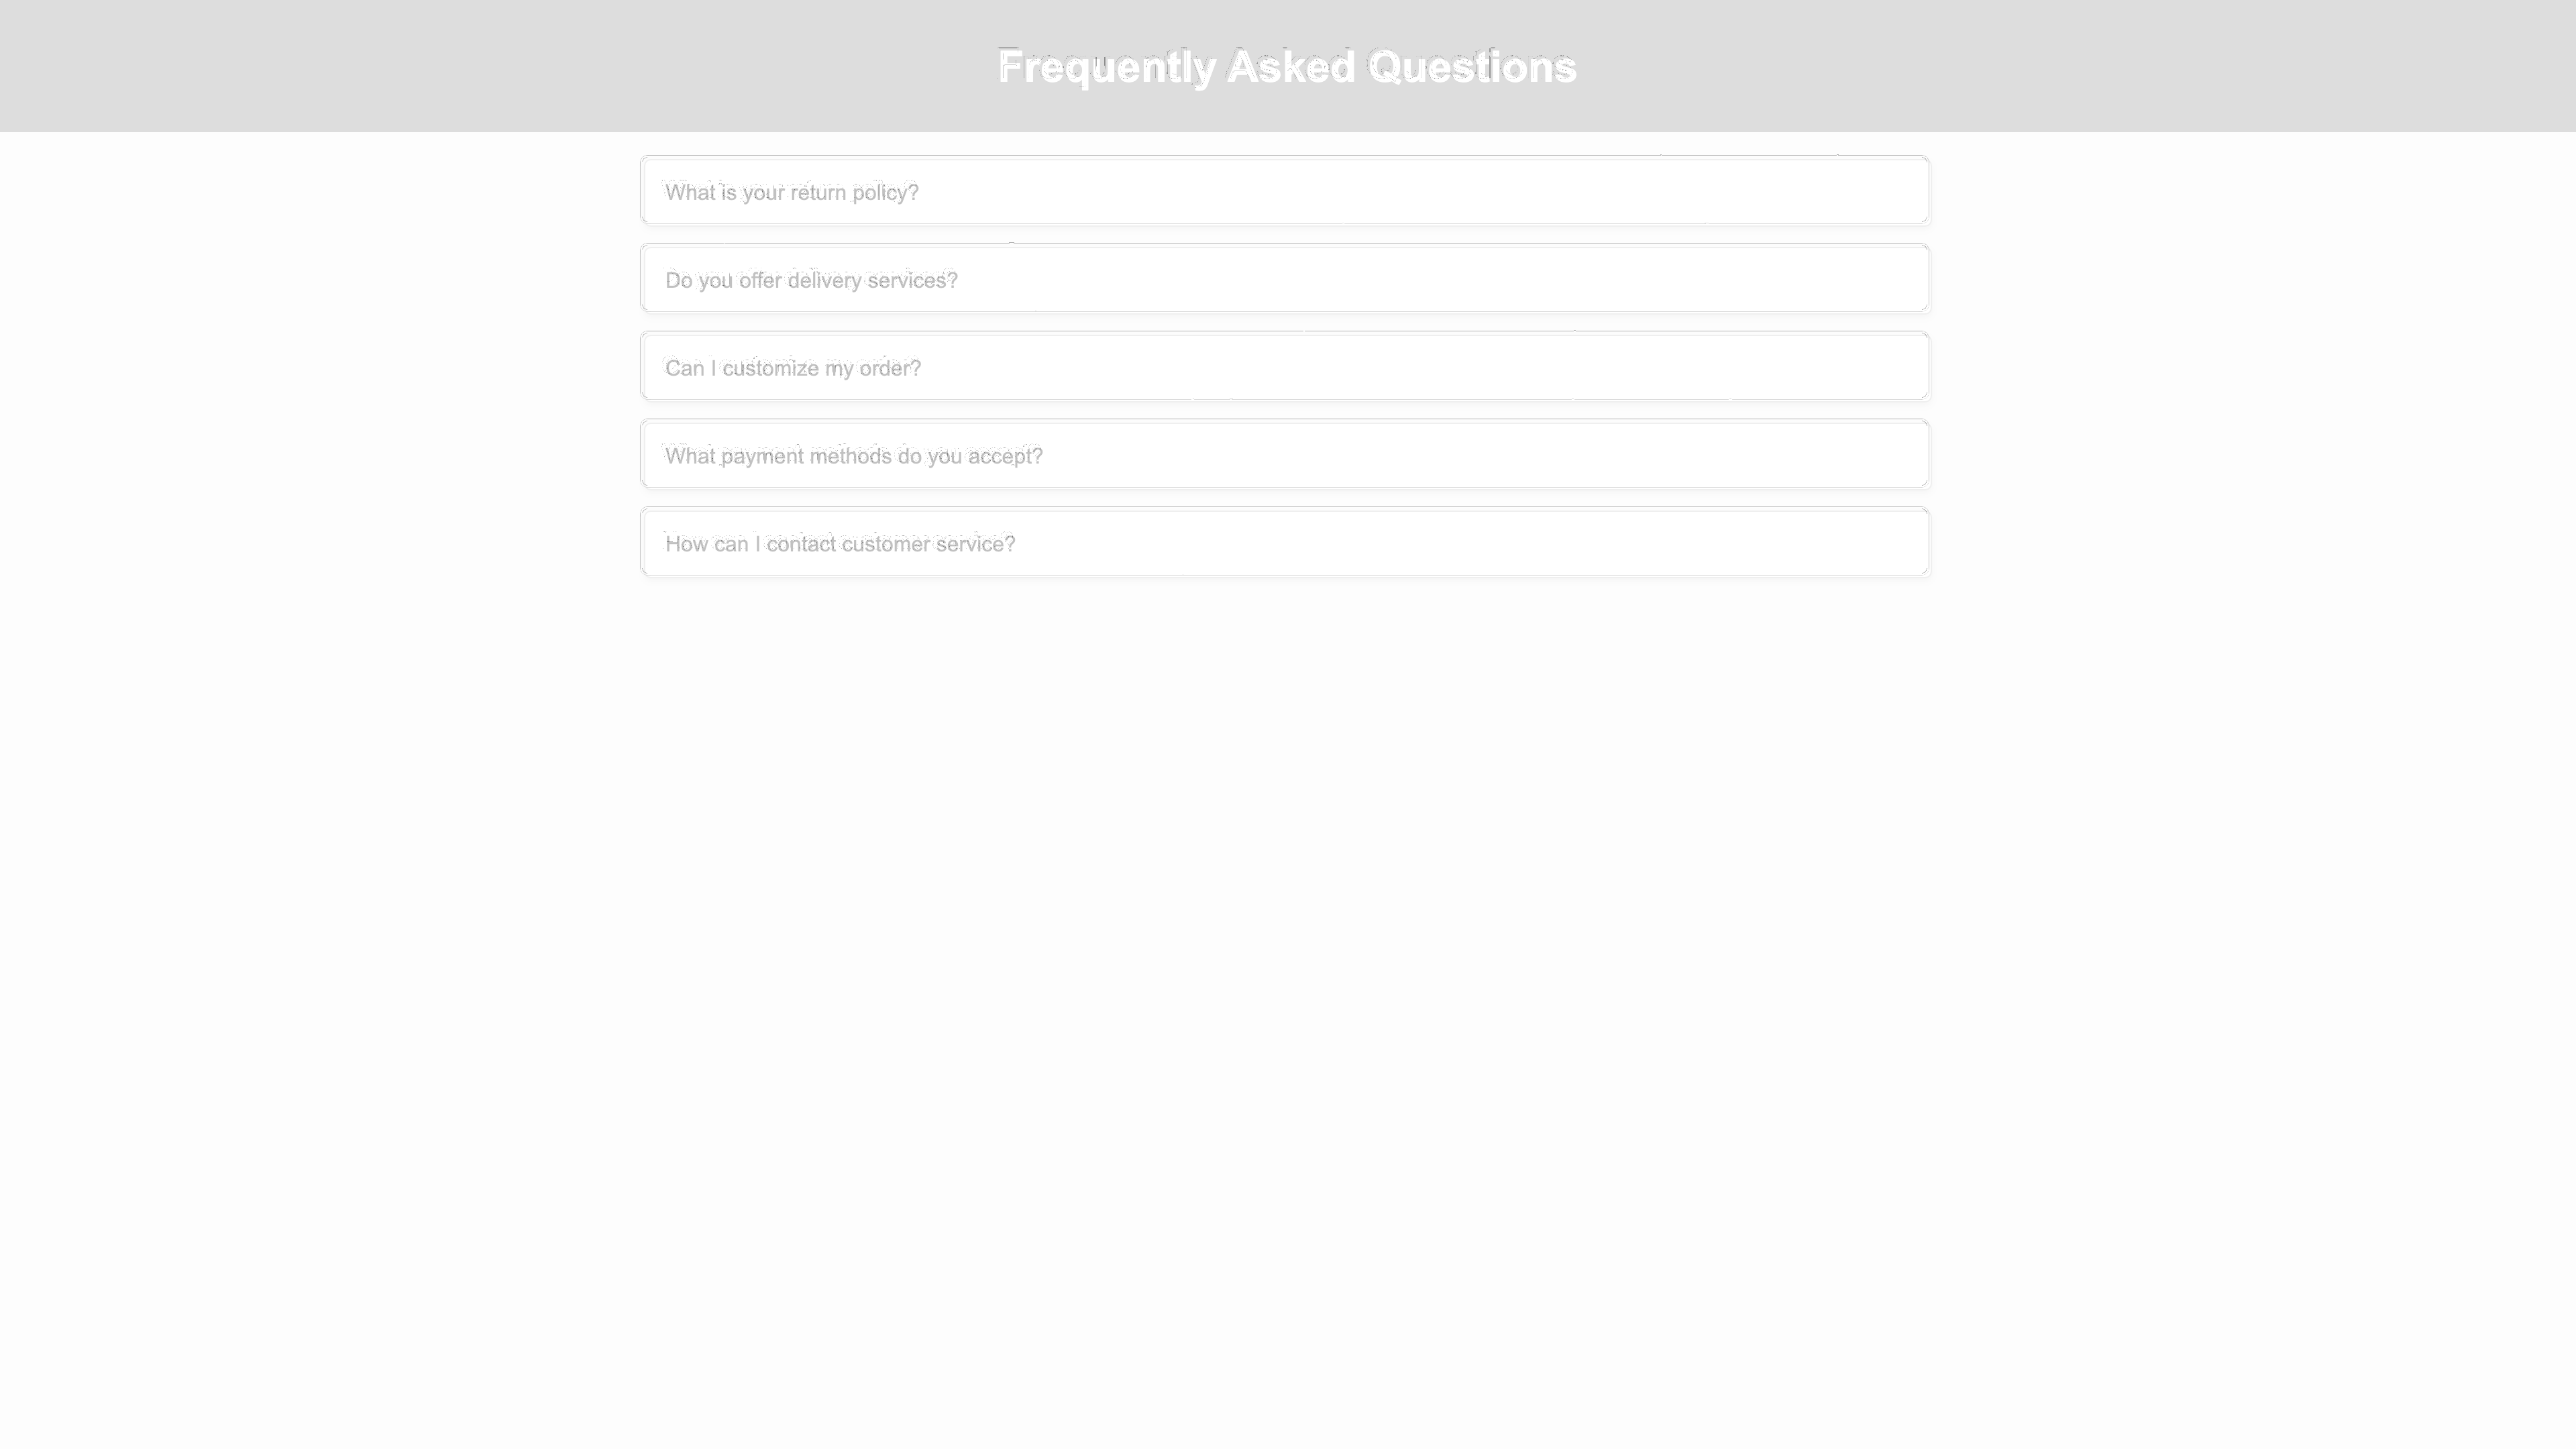 Frequently Asked Questions
What is your return policy?
Do you offer delivery services?
Can I customize my order?
What payment methods do you accept?
How can I contact customer service?